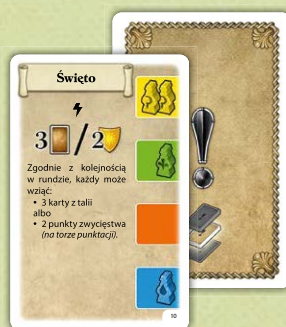 Święto
3 / 2
Zgodnie z kolejnością
w rundzie, każdy może
wziąć:
• 3 karty z talii
albo
• 2 punkty zwycięstwa
(na torze punktacji).
10
!